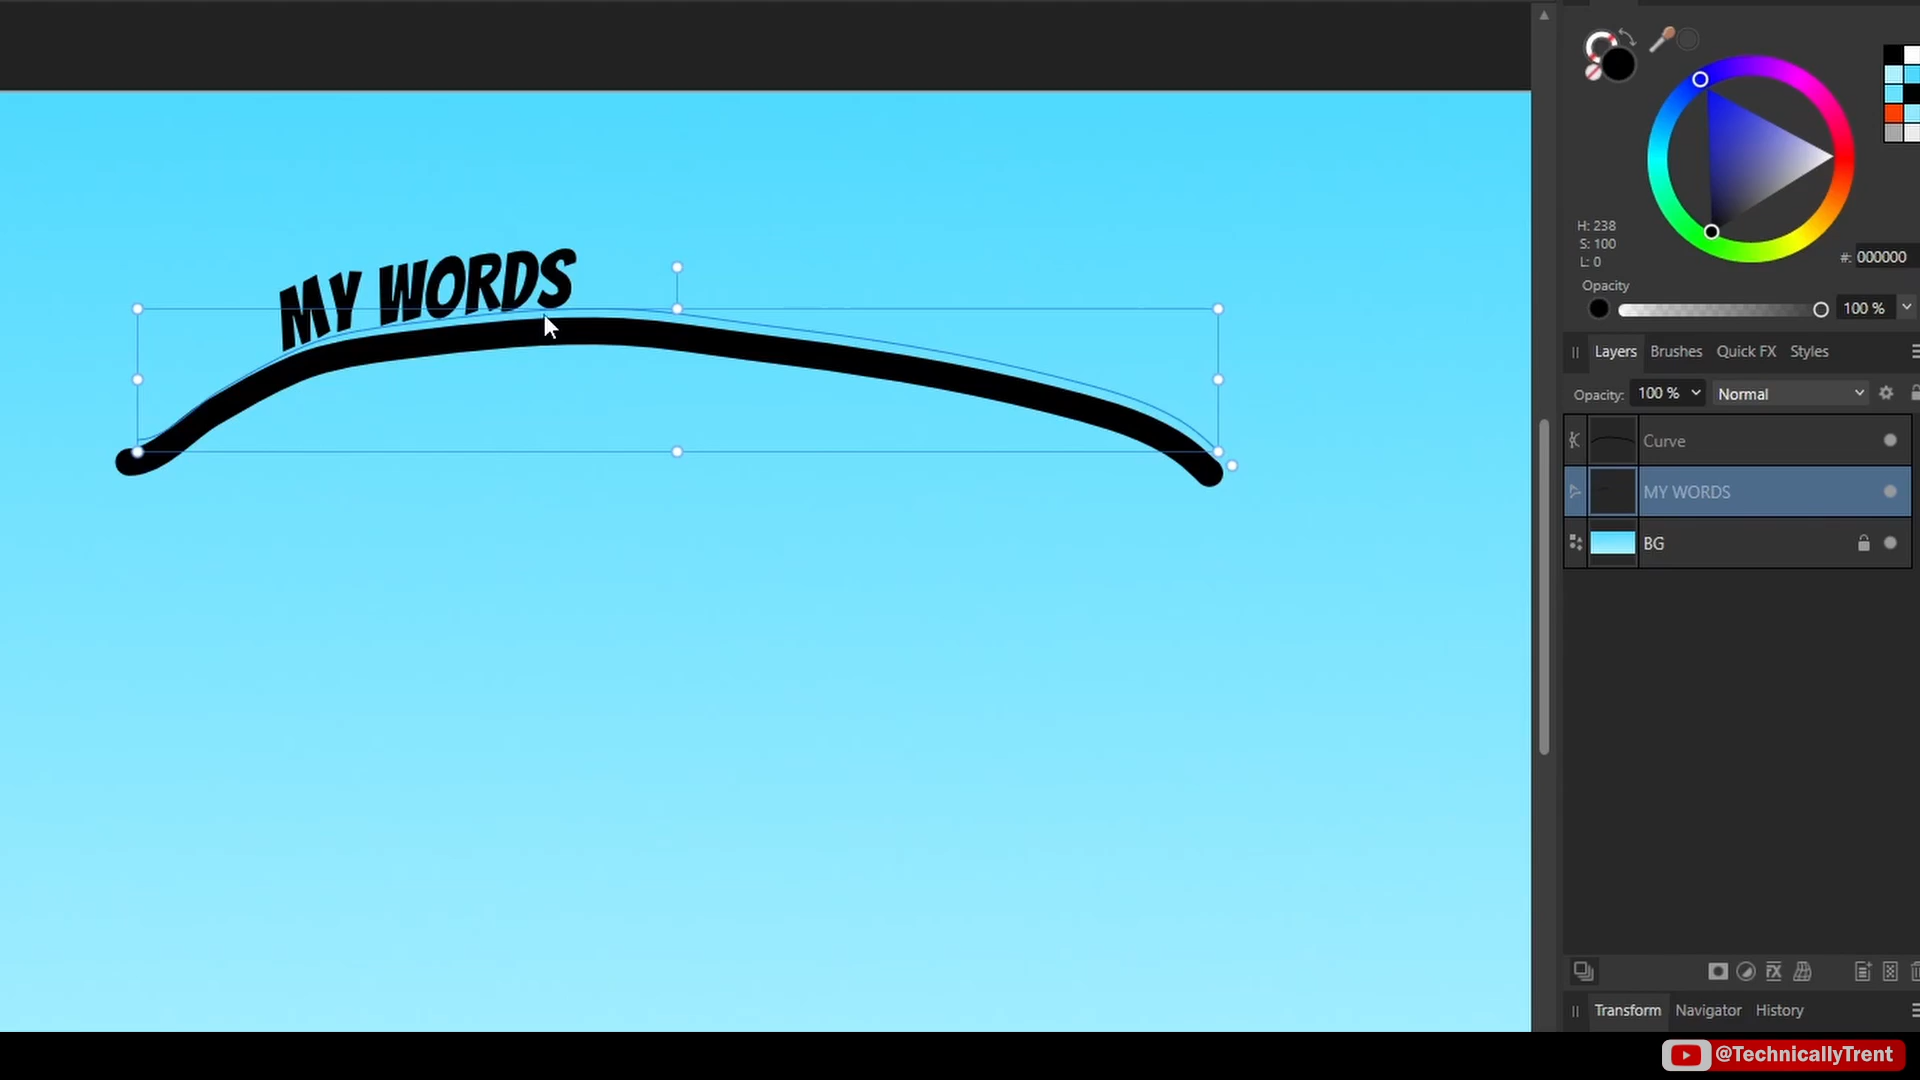 MY WORDS
H: 238
S: 100
L: 0
#: 000000
Opacity
100 %
Layers Brushes Quick FX Styles
Opacity: 100 % Normal
Curve
MY WORDS
BG
FX
Transform Navigator History
@TechnicallyTrent